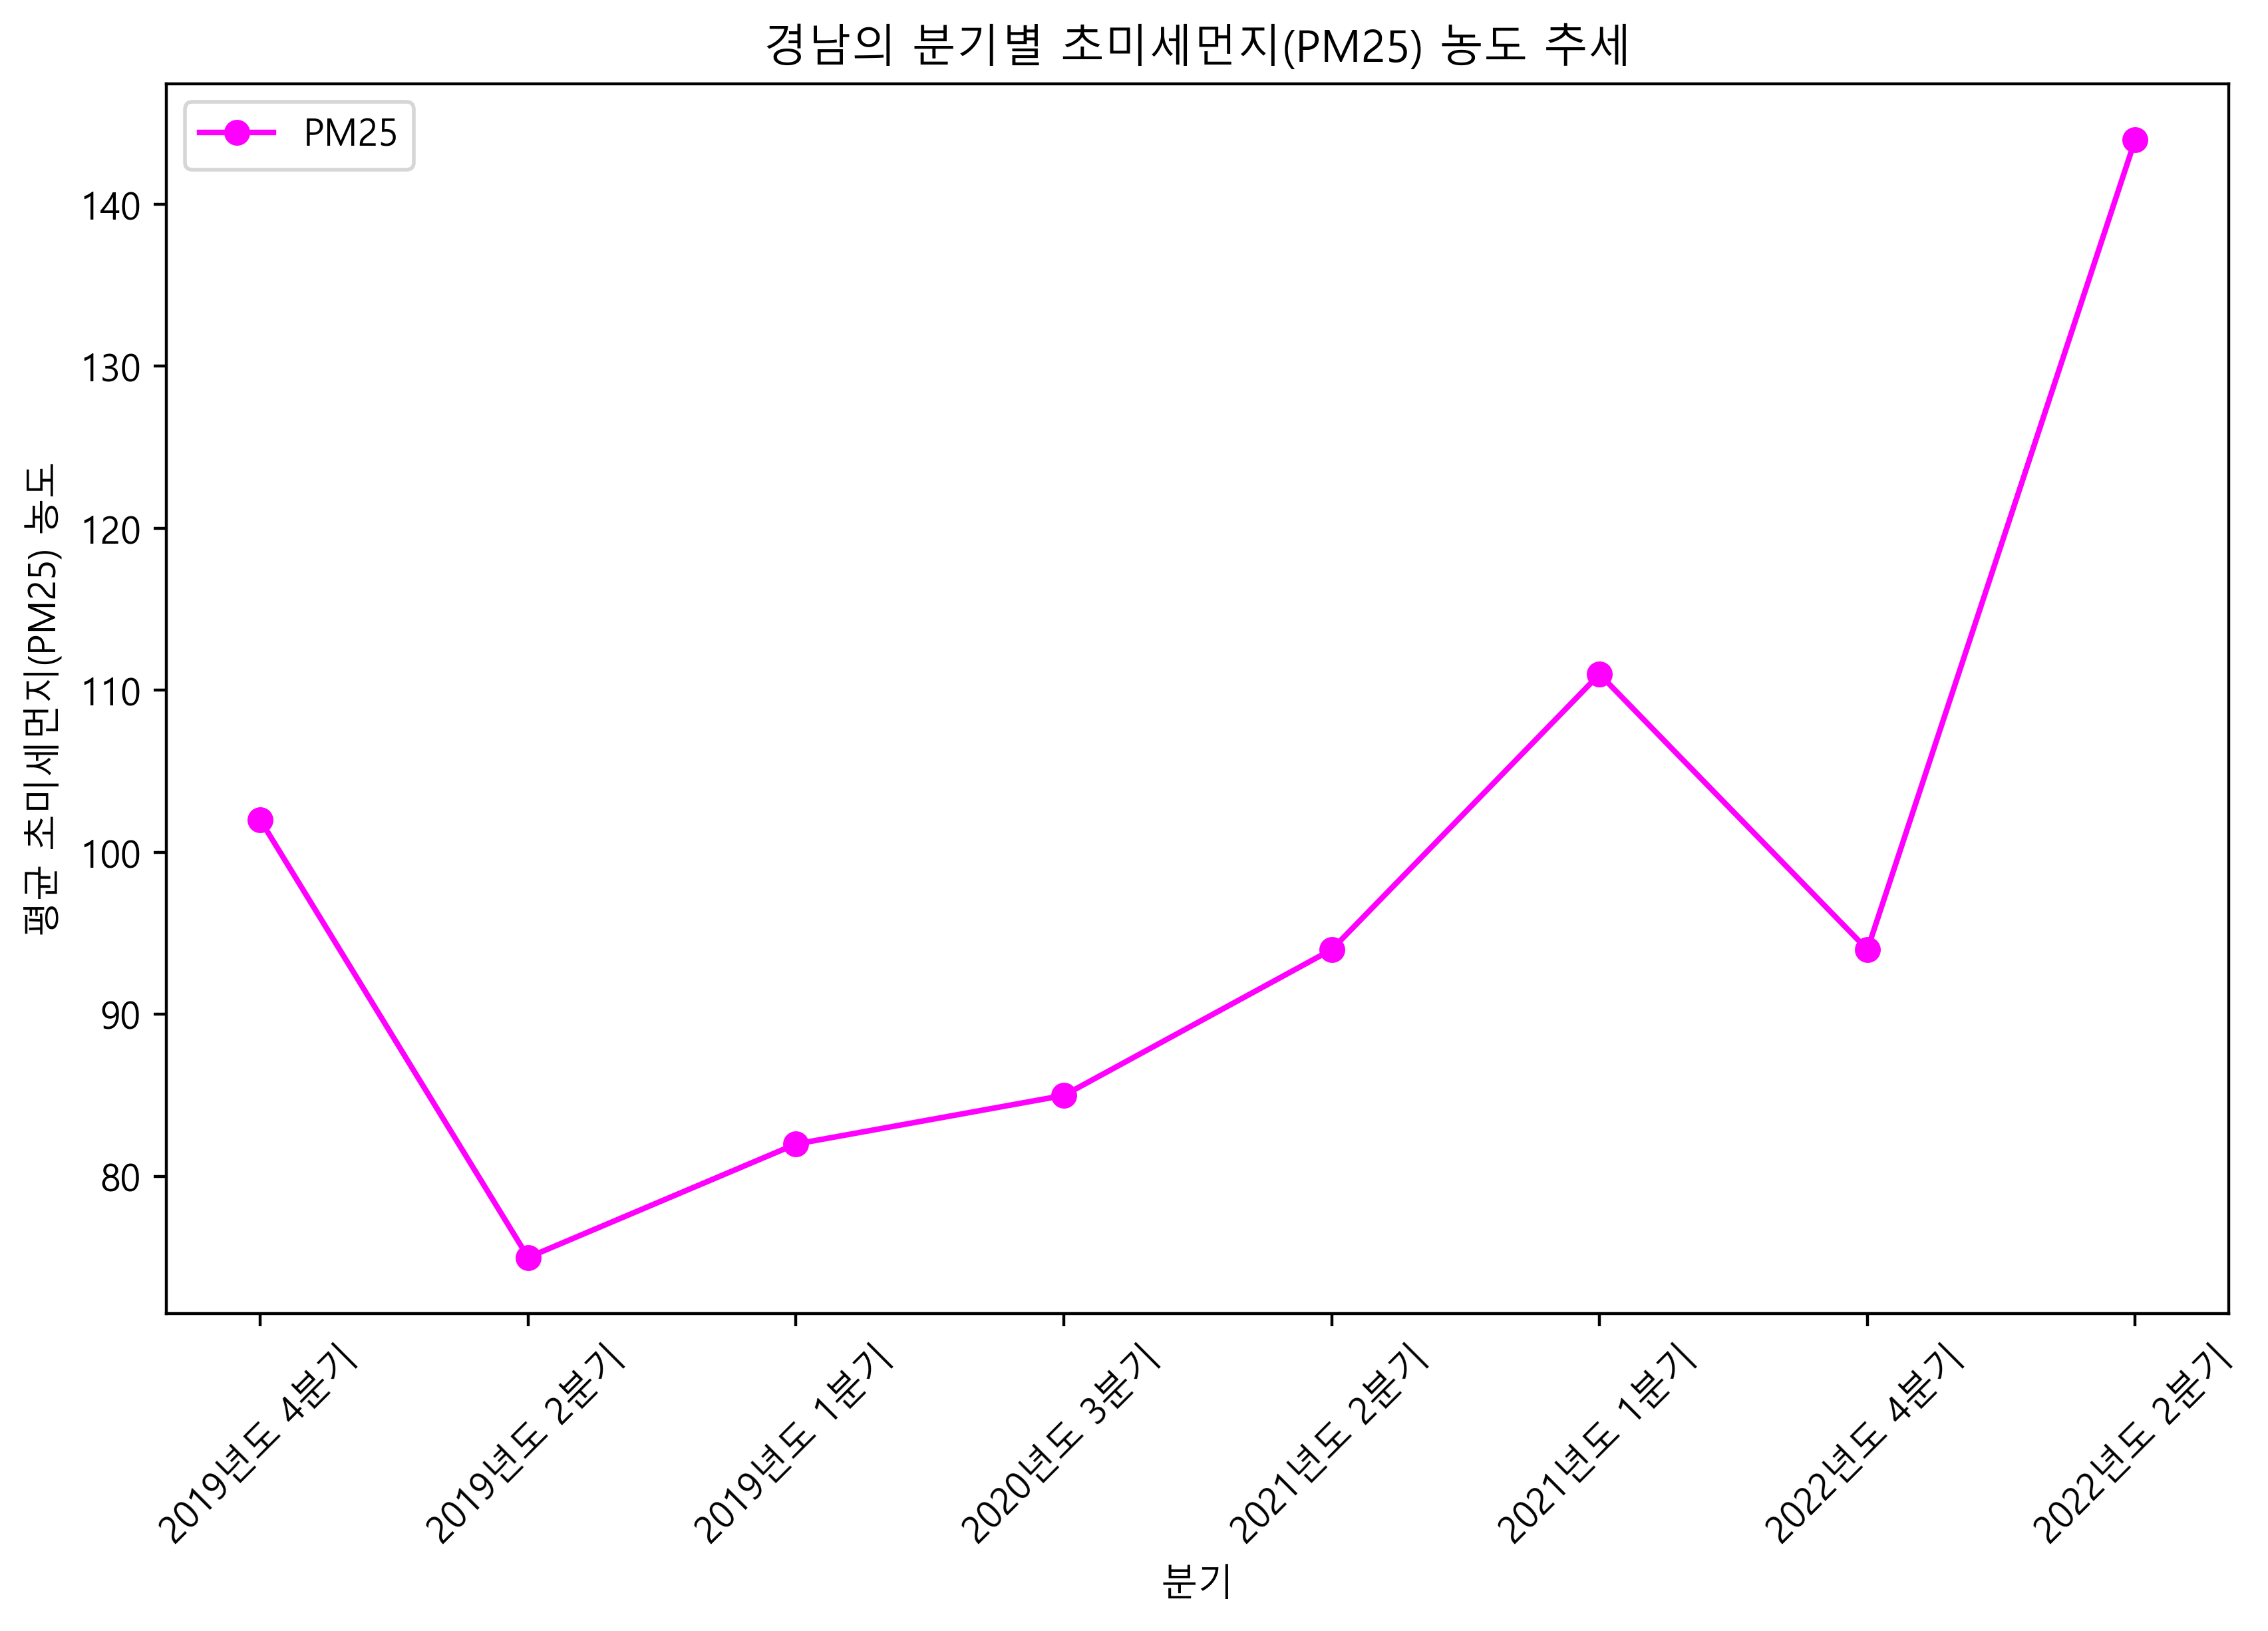 경남의 분기별 초미세먼지(PM25) 농도 추세
PM25
평균 초미세먼지(PM25) 농도
140
130
120
110
100
90
80
2019년도 4분기
2019년도 2분기
2019년도 1분기
2020년도 3분기
2021년도 2분기
2021년도 1분기
2022년도 4분기
2022년도 2분기
분기